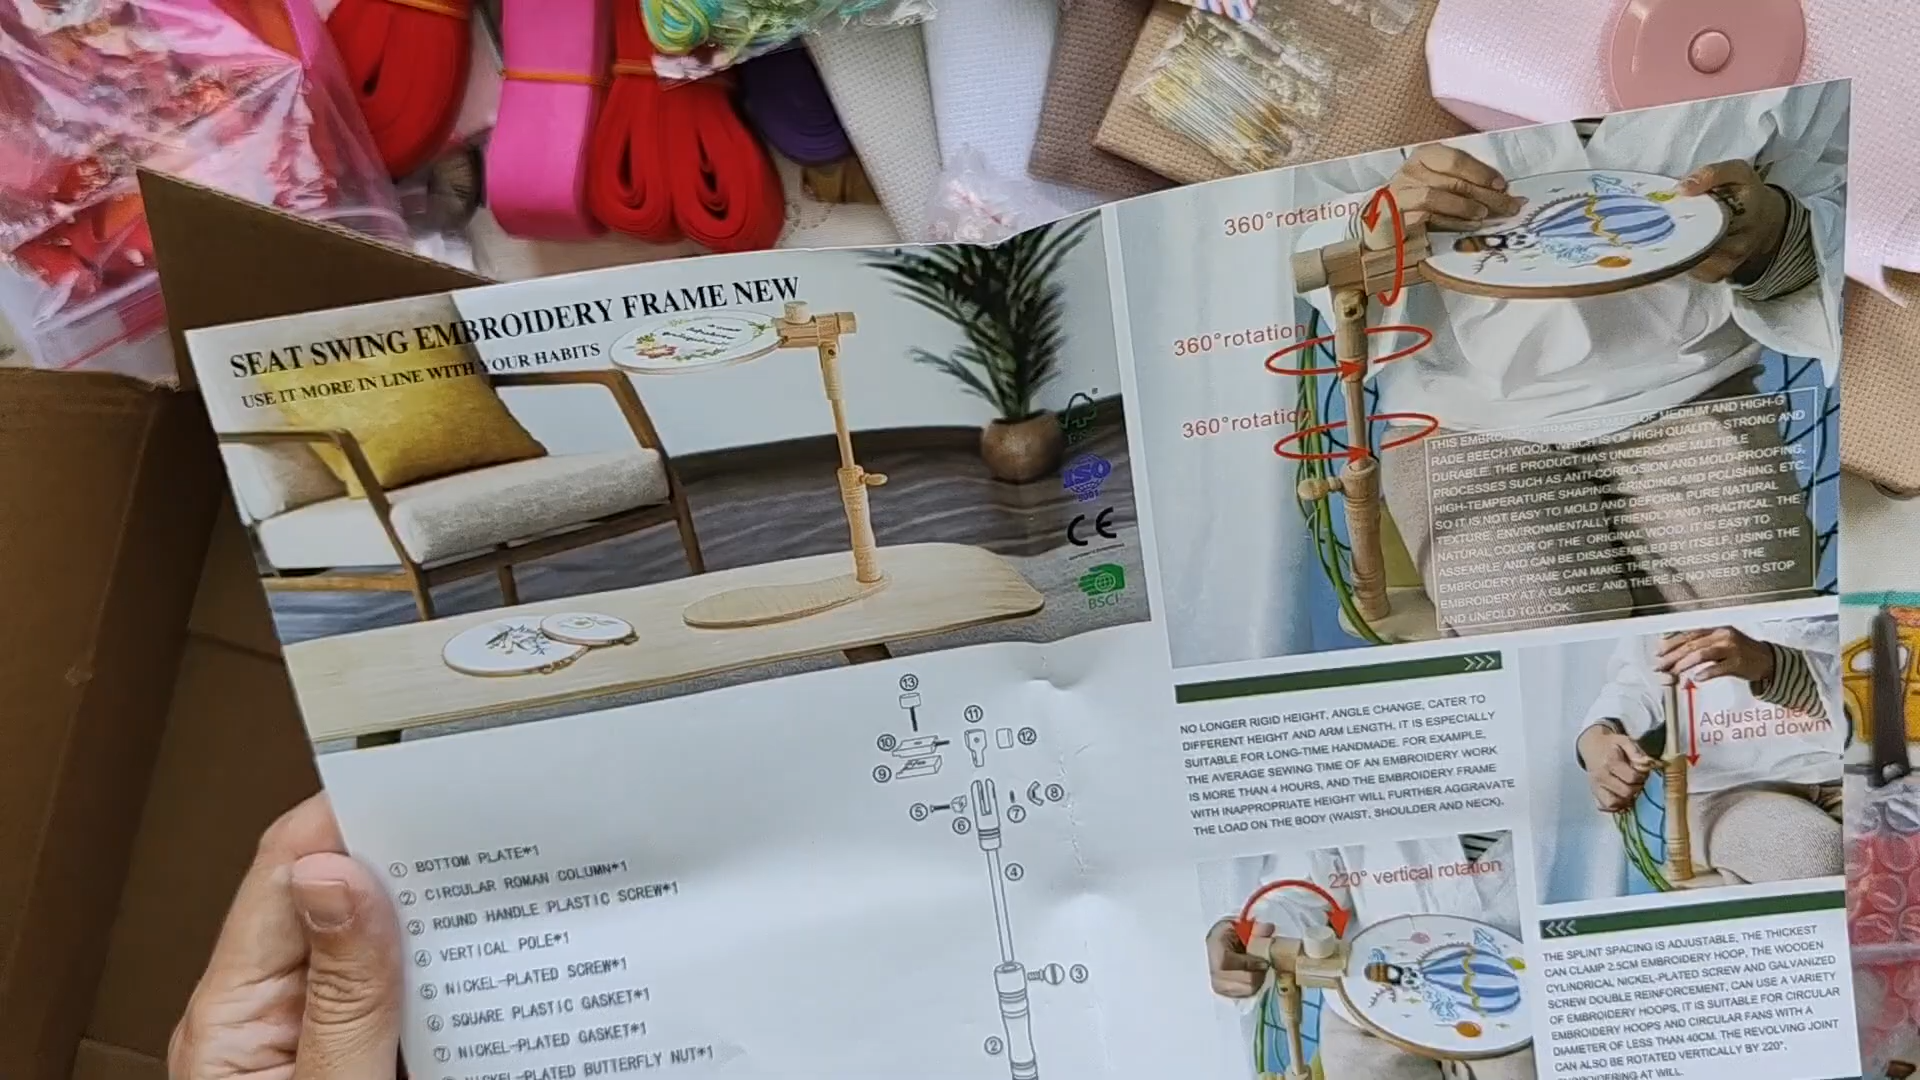 SEAT SWING EMBROIDERY FRAME NEW
USE IT MORE IN LINE WITH YOUR HABITS
ISO
9001
CE
BSCI
⑬
⑪
⑩
⑫
⑨
⑤
⑥
⑦
⑧
④
③
②
① BOTTOM PLATE*1
② CIRCULAR ROMAN COLUMN*1
③ ROUND HANDLE PLASTIC SCREW*1
④ VERTICAL POLE*1
⑤ NICKEL-PLATED SCREW*1
⑥ SQUARE PLASTIC GASKET*1
⑦ NICKEL-PLATED GASKET*1
NICKEL-PLATED BUTTERFLY NUT*1
360°rotation
360°rotation
360°rotation
THIS EMBROIDERY FRAME IS MADE OF MEDIUM AND HIGH-G
RADE BEECH WOOD, WHICH IS OF HIGH QUALITY, STRONG AND
DURABLE. THE PRODUCT HAS UNDERGONE MULTIPLE
PROCESSES SUCH AS ANTI-CORROSION AND MOLD-PROOFING,
HIGH-TEMPERATURE SHAPING, GRINDING AND POLISHING, ETC.
SO IT IS NOT EASY TO MOLD AND DEFORM, PURE NATURAL
TEXTURE, ENVIRONMENTALLY FRIENDLY AND PRACTICAL. THE
NATURAL COLOR OF THE ORIGINAL WOOD, IT IS EASY TO
ASSEMBLE AND CAN BE DISASSEMBLED BY ITSELF, USING THE
EMBROIDERY FRAME CAN MAKE THE PROGRESS OF THE
EMBROIDERY AT A GLANCE, AND THERE IS NO NEED TO STOP
AND UNFOLD TO LOOK.
>>>
NO LONGER RIGID HEIGHT, ANGLE CHANGE, CATER TO
DIFFERENT HEIGHT AND ARM LENGTH, IT IS ESPECIALLY
SUITABLE FOR LONG-TIME HANDMADE. FOR EXAMPLE,
THE AVERAGE SEWING TIME OF AN EMBROIDERY WORK
IS MORE THAN 4 HOURS, AND THE EMBROIDERY FRAME
WITH INAPPROPRIATE HEIGHT WILL FURTHER AGGRAVATE
THE LOAD ON THE BODY (WAIST, SHOULDER AND NECK).
Adjustable
up and down
220° vertical rotation
<<<
THE SPLINT SPACING IS ADJUSTABLE, THE THICKEST
CAN CLAMP 2.5CM EMBROIDERY HOOP, THE WOODEN
CYLINDRICAL NICKEL-PLATED SCREW AND GALVANIZED
SCREW DOUBLE REINFORCEMENT, CAN USE A VARIETY
OF EMBROIDERY HOOPS, IT IS SUITABLE FOR CIRCULAR
EMBROIDERY HOOPS AND CIRCULAR FANS WITH A
DIAMETER OF LESS THAN 40CM. THE REVOLVING JOINT
CAN ALSO BE ROTATED VERTICALLY BY 220°,
EMBROIDERING AT WILL.